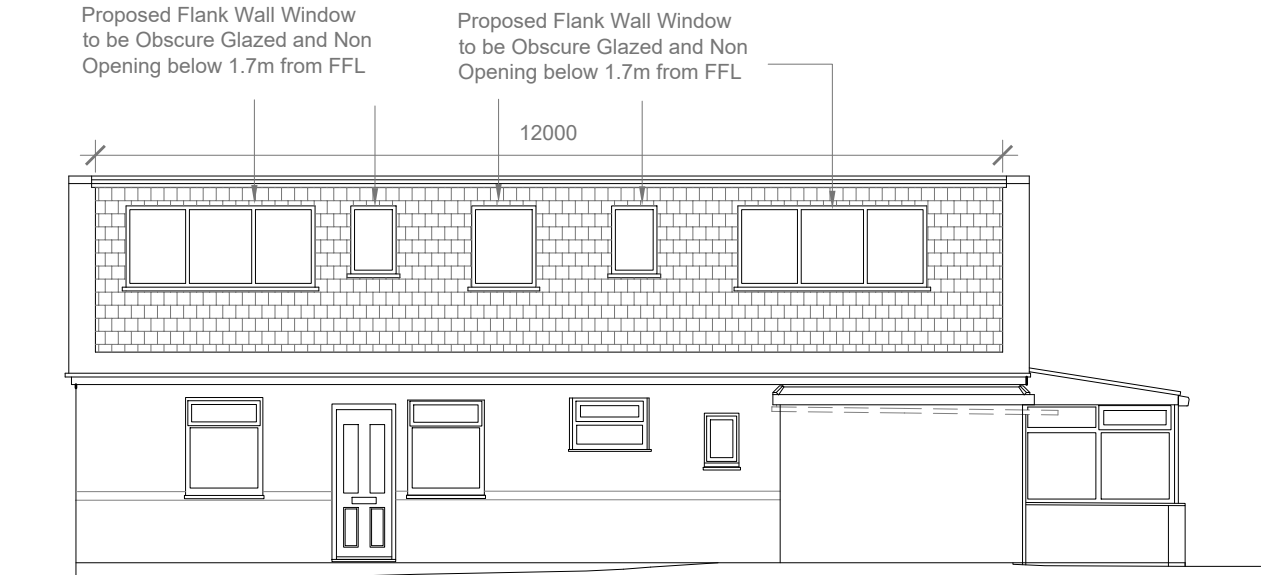 Proposed Flank Wall Window
to be Obscure Glazed and Non
Opening below 1.7m from FFL
Proposed Flank Wall Window
to be Obscure Glazed and Non
Opening below 1.7m from FFL
12000